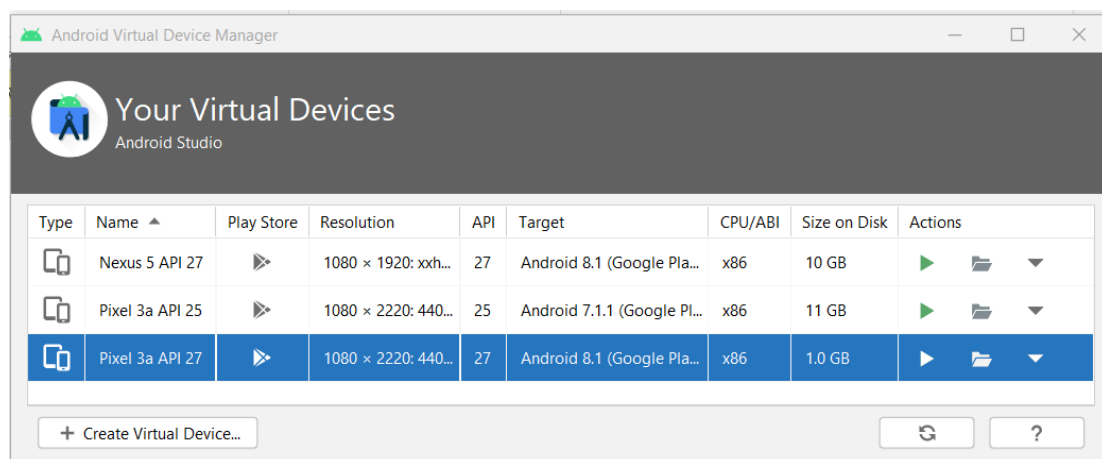 Android Virtual Device Manager
Your Virtual Devices
Android Studio
Type Name Play Store Resolution API Target CPU/ABI Size on Disk Actions
Nexus 5 API 27 1080 × 1920: xxh... 27 Android 8.1 (Google Pla... x86 10 GB
Pixel 3a API 25 1080 × 2220: 440... 25 Android 7.1.1 (Google Pl... x86 11 GB
Pixel 3a API 27 1080 × 2220: 440... 27 Android 8.1 (Google Pla... x86 1.0 GB
+ Create Virtual Device... ?